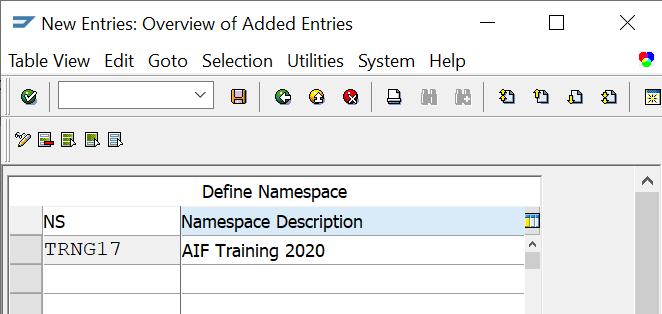 New Entries: Overview of Added Entries
Table View Edit Goto Selection Utilities System Help
Define Namespace
NS Namespace Description
TRNG17 AIF Training 2020